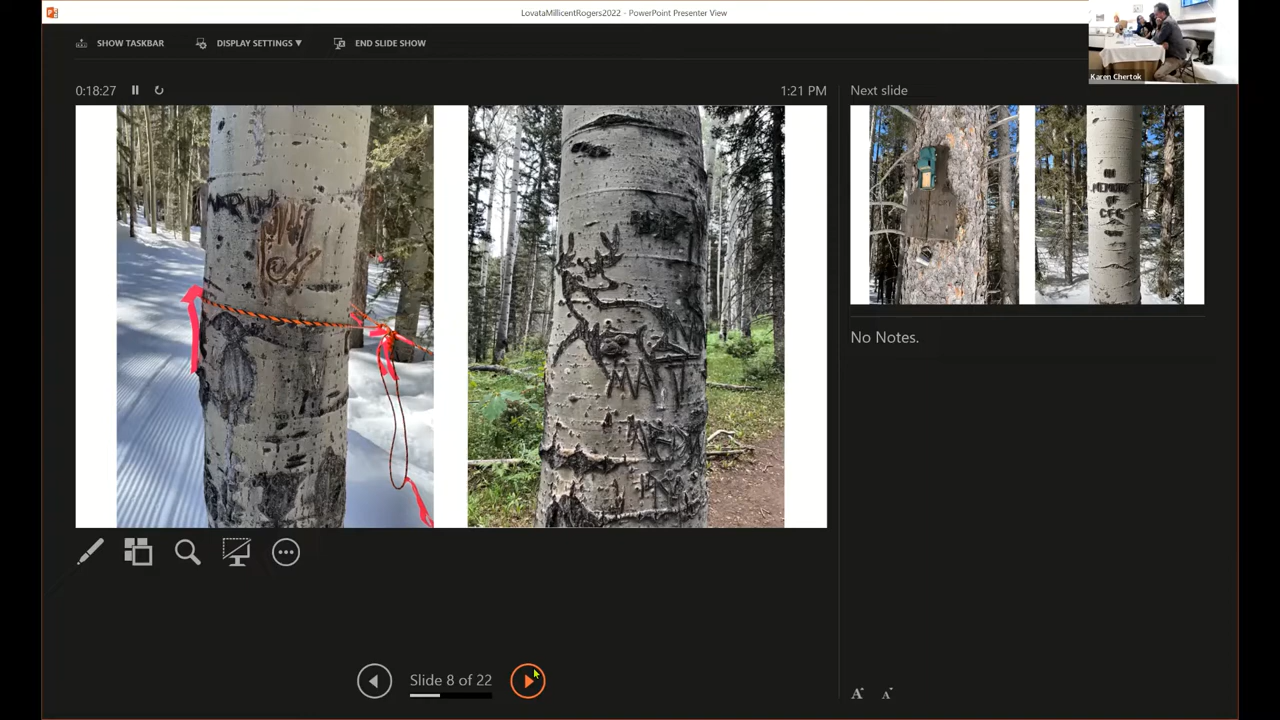 LovataMillicentRogers2022 - PowerPoint Presenter View
SHOW TASKBAR
DISPLAY SETTINGS ▼
END SLIDE SHOW
Karen Chertok
0:18:27
1:21 PM
Next slide
MATT
IN
MEMORY
OF
No Notes.
Slide 8 of 22
A
A